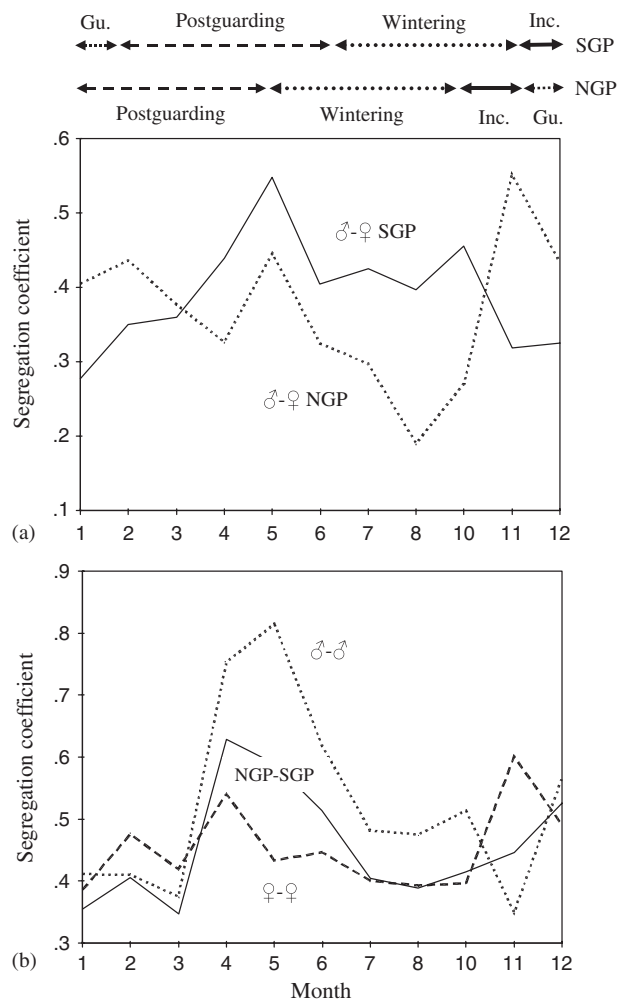 Gu. Postguarding Wintering Inc.
SGP
NGP
Postguarding Wintering Inc. Gu.
.6
.5
.4
.3
.2
.1
Segregation coefficient
♂-♀ SGP
♂-♀ NGP
1 2 3 4 5 6 7 8 10 11 12
(a)
.9
.8
.7
.6
.5
.4
.3
Segregation coefficient
♂-♂
NGP-SGP
♀-♀
1 2 3 4 5 6 7 8 10 11 12
(b)
Month